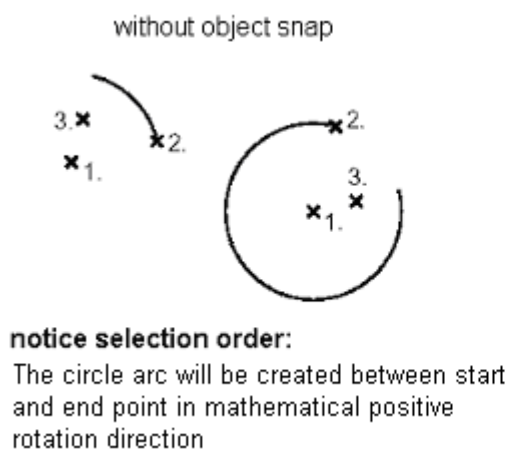 without object snap
3.
2.
1.
2.
3.
1.
notice selection order:
The circle arc will be created between start
and end point in mathematical positive
rotation direction